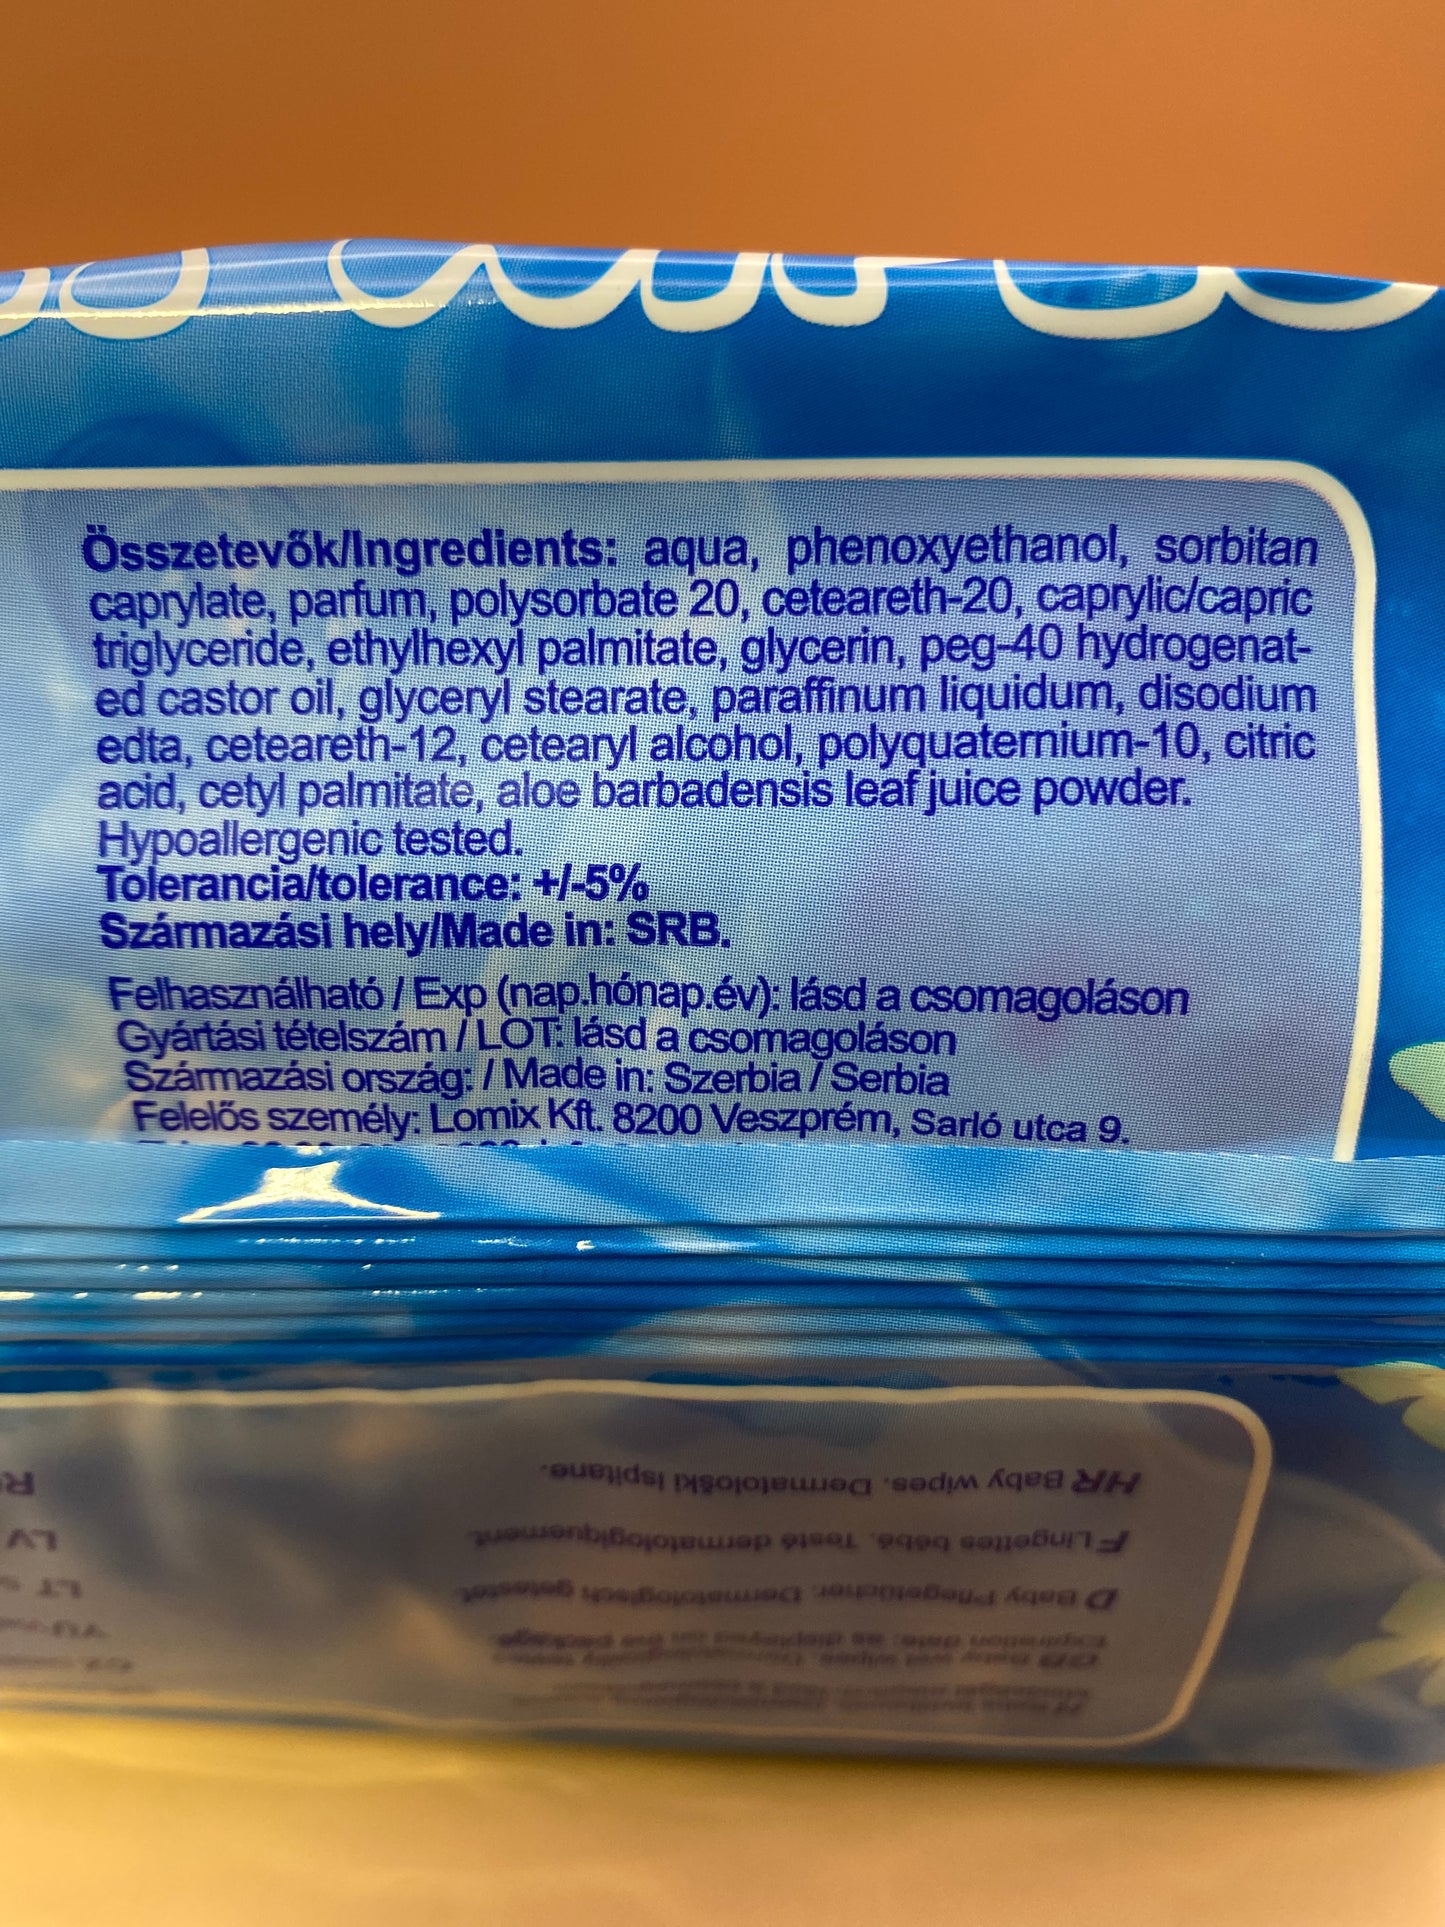 Összetevők/Ingredients: aqua, phenoxyethanol, sorbitan
caprylate, parfum, polysorbate 20, ceteareth-20, caprylic/capric
triglyceride, ethylhexyl palmitate, glycerin, peg-40 hydrogenat-
ed castor oil, glyceryl stearate, paraffinum liquidum, disodium
edta, ceteareth-12, cetearyl alcohol, polyquaternium-10, citric
acid, cetyl palmitate, aloe barbadensis leaf juice powder.
Hypoallergenic tested.
Tolerancia/tolerance: +/-5%
Származási hely/Made in: SRB.
Felhasználható / Exp (nap.hónap.év): lásd a csomagoláson
Gyártási tételszám / LOT: lásd a csomagoláson
Származási ország: / Made in: Szerbia / Serbia
Felelős személy: Lomix Kft. 8200 Veszprém, Sarló utca 9.
HR Baby wipes. Dermatološki ispitane.
F Lingettes bébé. Testé dermatologiquement.
D Baby Pflegetücher. Dermatologisch getestet.
LV
LT